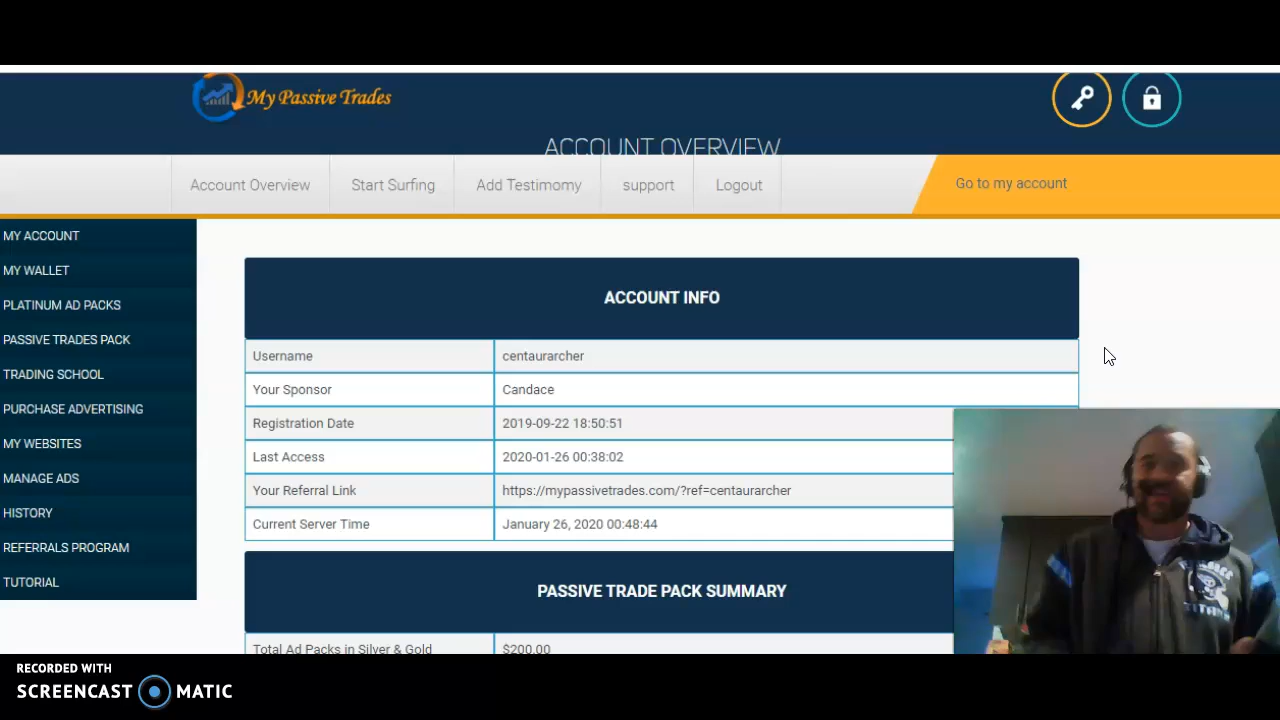 My Passive Trades
ACCOUNT OVERVIEW
Account Overview
Start Surfing
Add Testimomy
support
Logout
Go to my account
MY ACCOUNT
MY WALLET
PLATINUM AD PACKS
PASSIVE TRADES PACK
TRADING SCHOOL
PURCHASE ADVERTISING
MY WEBSITES
MANAGE ADS
HISTORY
REFERRALS PROGRAM
TUTORIAL
ACCOUNT INFO
Username centaurarcher
Your Sponsor Candace
Registration Date 2019-09-22 18:50:51
Last Access 2020-01-26 00:38:02
Your Referral Link https://mypassivetrades.com/?ref=centaurarcher
Current Server Time January 26, 2020 00:48:44
PASSIVE TRADE PACK SUMMARY
Total Ad Packs in Silver & Gold $200.00
RECORDED WITH
SCREENCAST MATIC